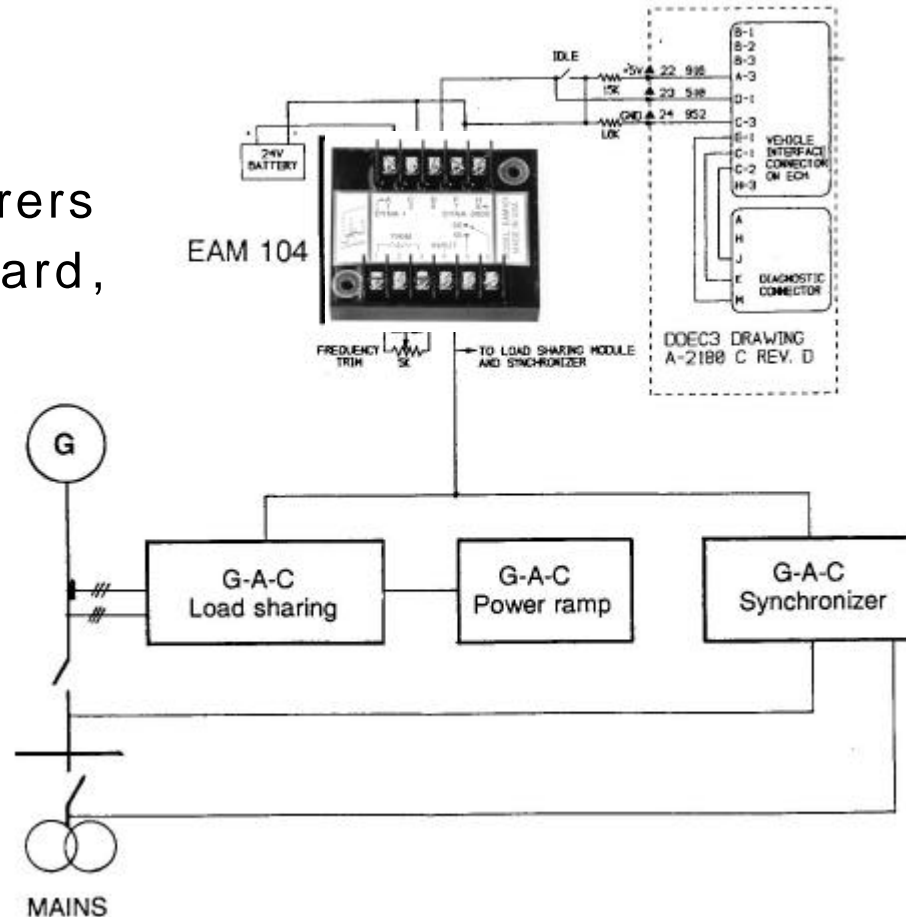 rers
ard,
EAM 104
24V
BATTERY
IDLE
+5V 22 916
15K
23 510
GND 24 952
10K
B-1
B-2
B-3
A-3
D-1
C-3
E-1
C-1
C-2
H-3
VEHICLE
INTERFACE
CONNECTOR
ON ECM
A
H
J
E
M
DIAGNOSTIC
CONNECTOR
DDEC3 DRAWING
A-2180 C REV. D
FREQUENCY
TRIM
5K
TO LOAD SHARING MODULE
AND SYNCHRONIZER
G
G-A-C
Load sharing
G-A-C
Power ramp
G-A-C
Synchronizer
MAINS